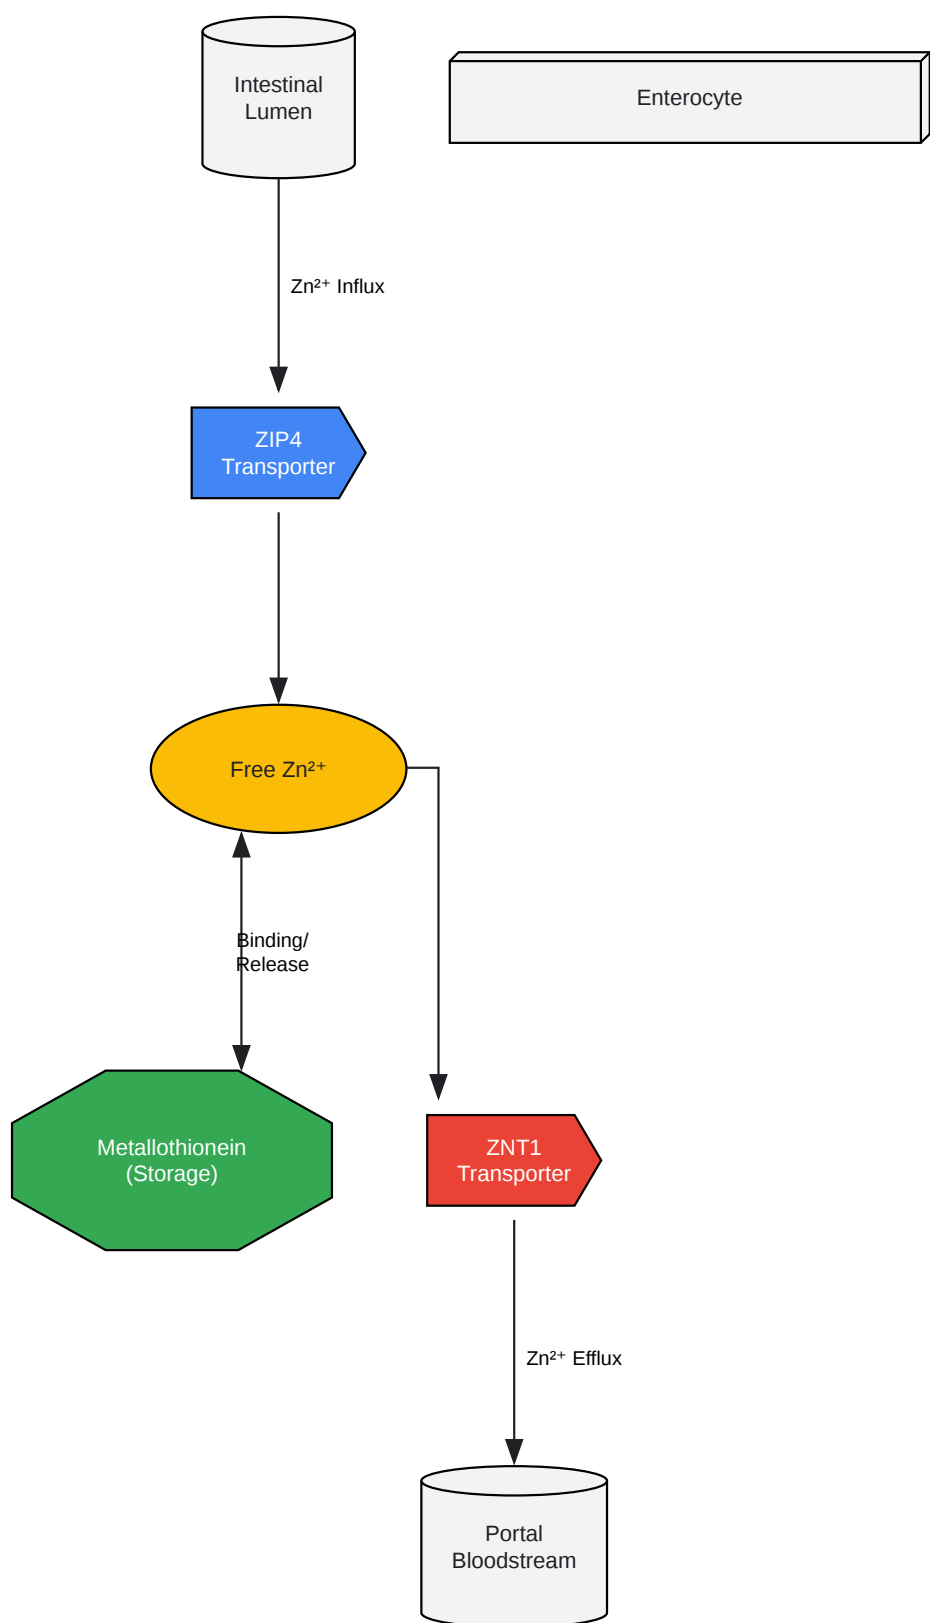 Intestinal
Lumen
Enterocyte
Zn²⁺ Influx
ZIP4
Transporter
Free Zn²⁺
Binding/
Release
Metallothionein
(Storage)
ZNT1
Transporter
Zn²⁺ Efflux
Portal
Bloodstream